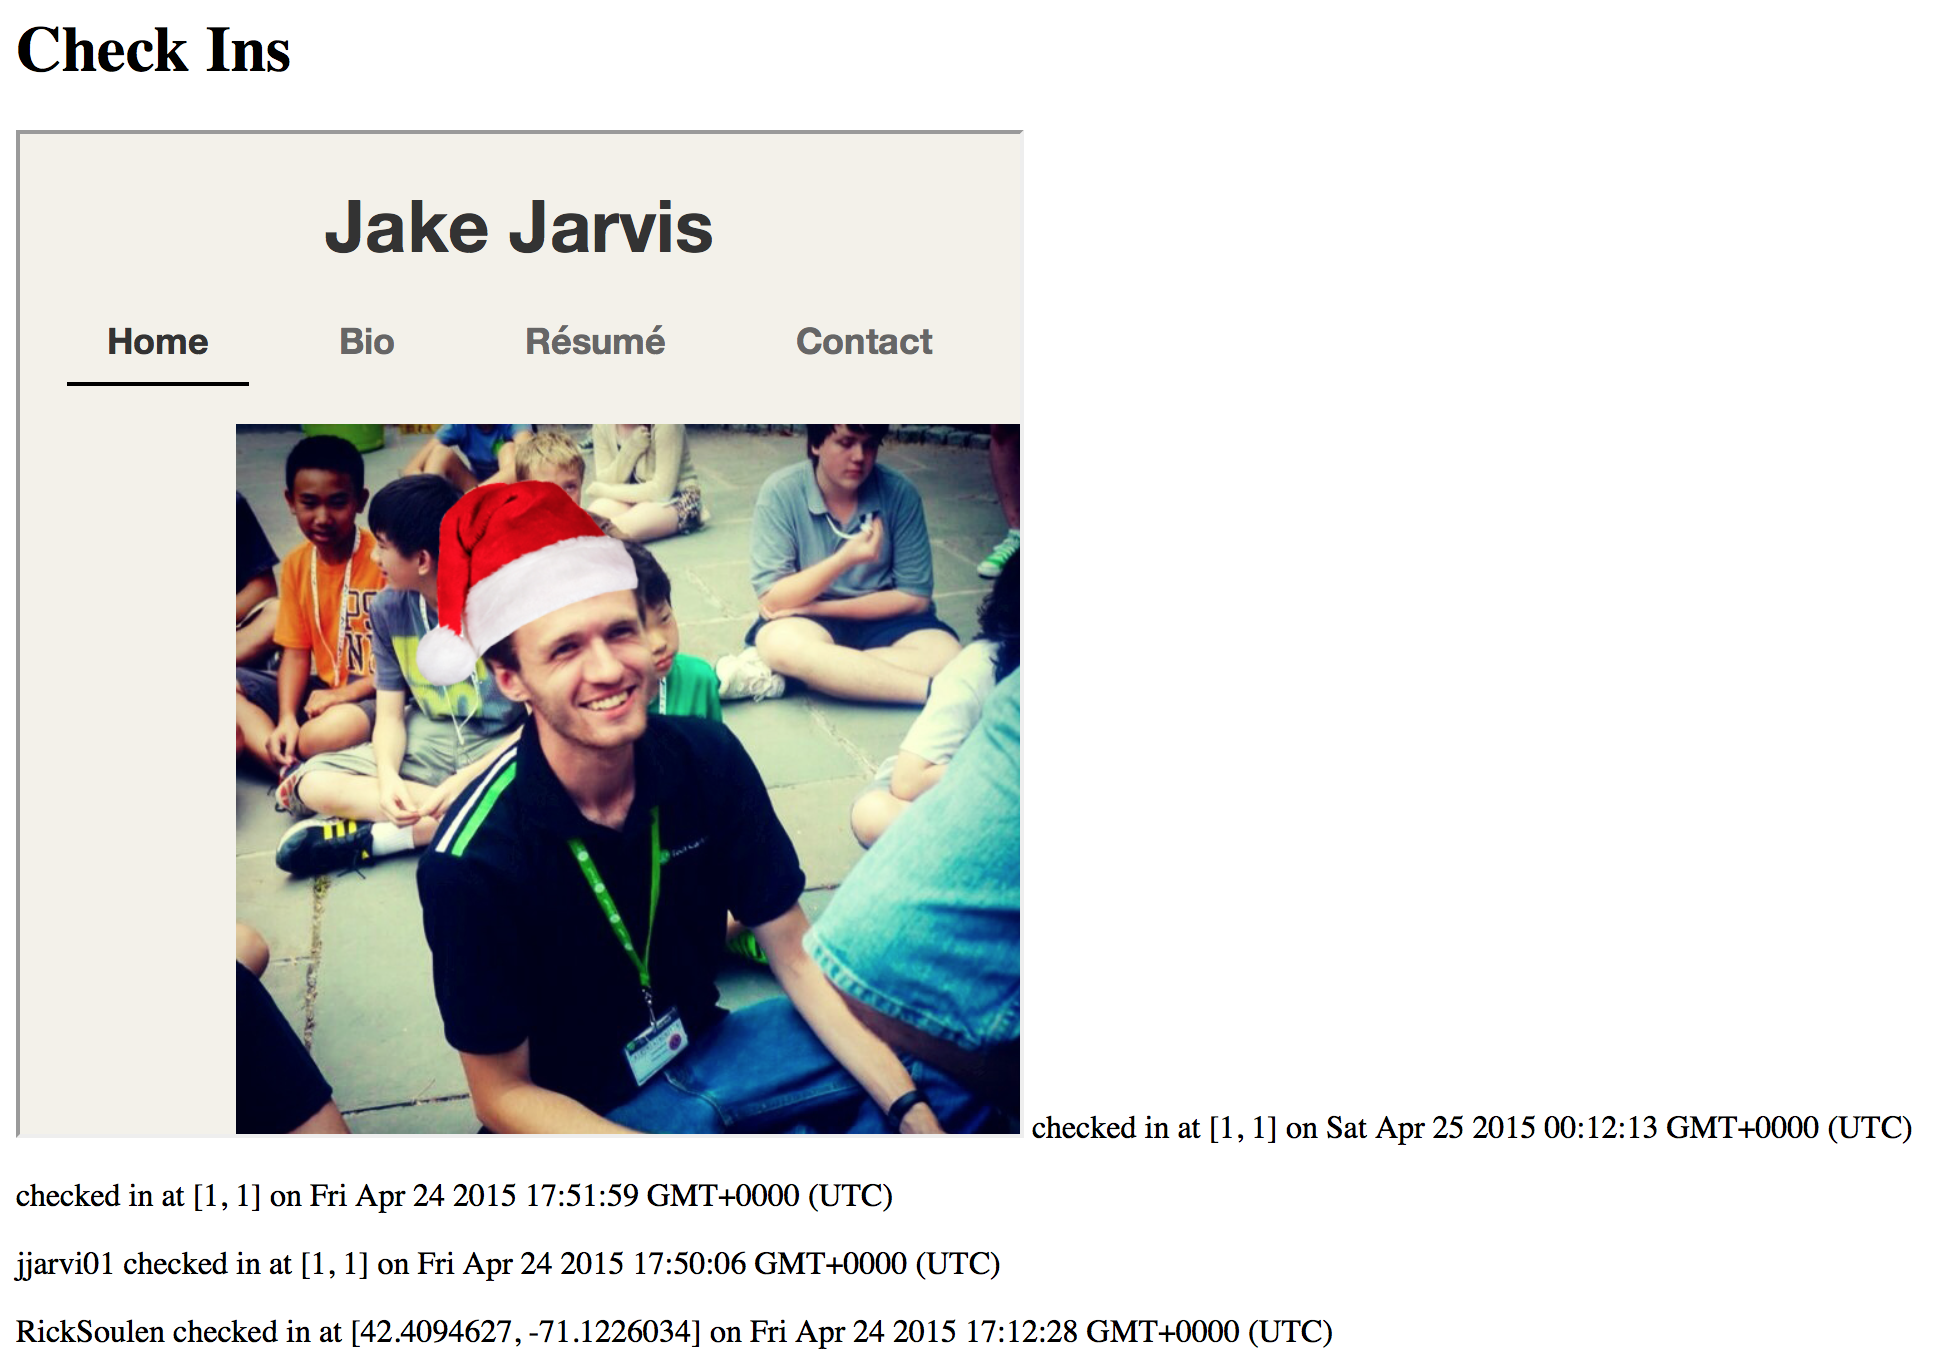 Check Ins
Jake Jarvis
Home Bio Résumé Contact
checked in at [1, 1] on Sat Apr 25 2015 00:12:13 GMT+0000 (UTC)
checked in at [1, 1] on Fri Apr 24 2015 17:51:59 GMT+0000 (UTC)
jjarvi01 checked in at [1, 1] on Fri Apr 24 2015 17:50:06 GMT+0000 (UTC)
RickSoulen checked in at [42.4094627, -71.1226034] on Fri Apr 24 2015 17:12:28 GMT+0000 (UTC)